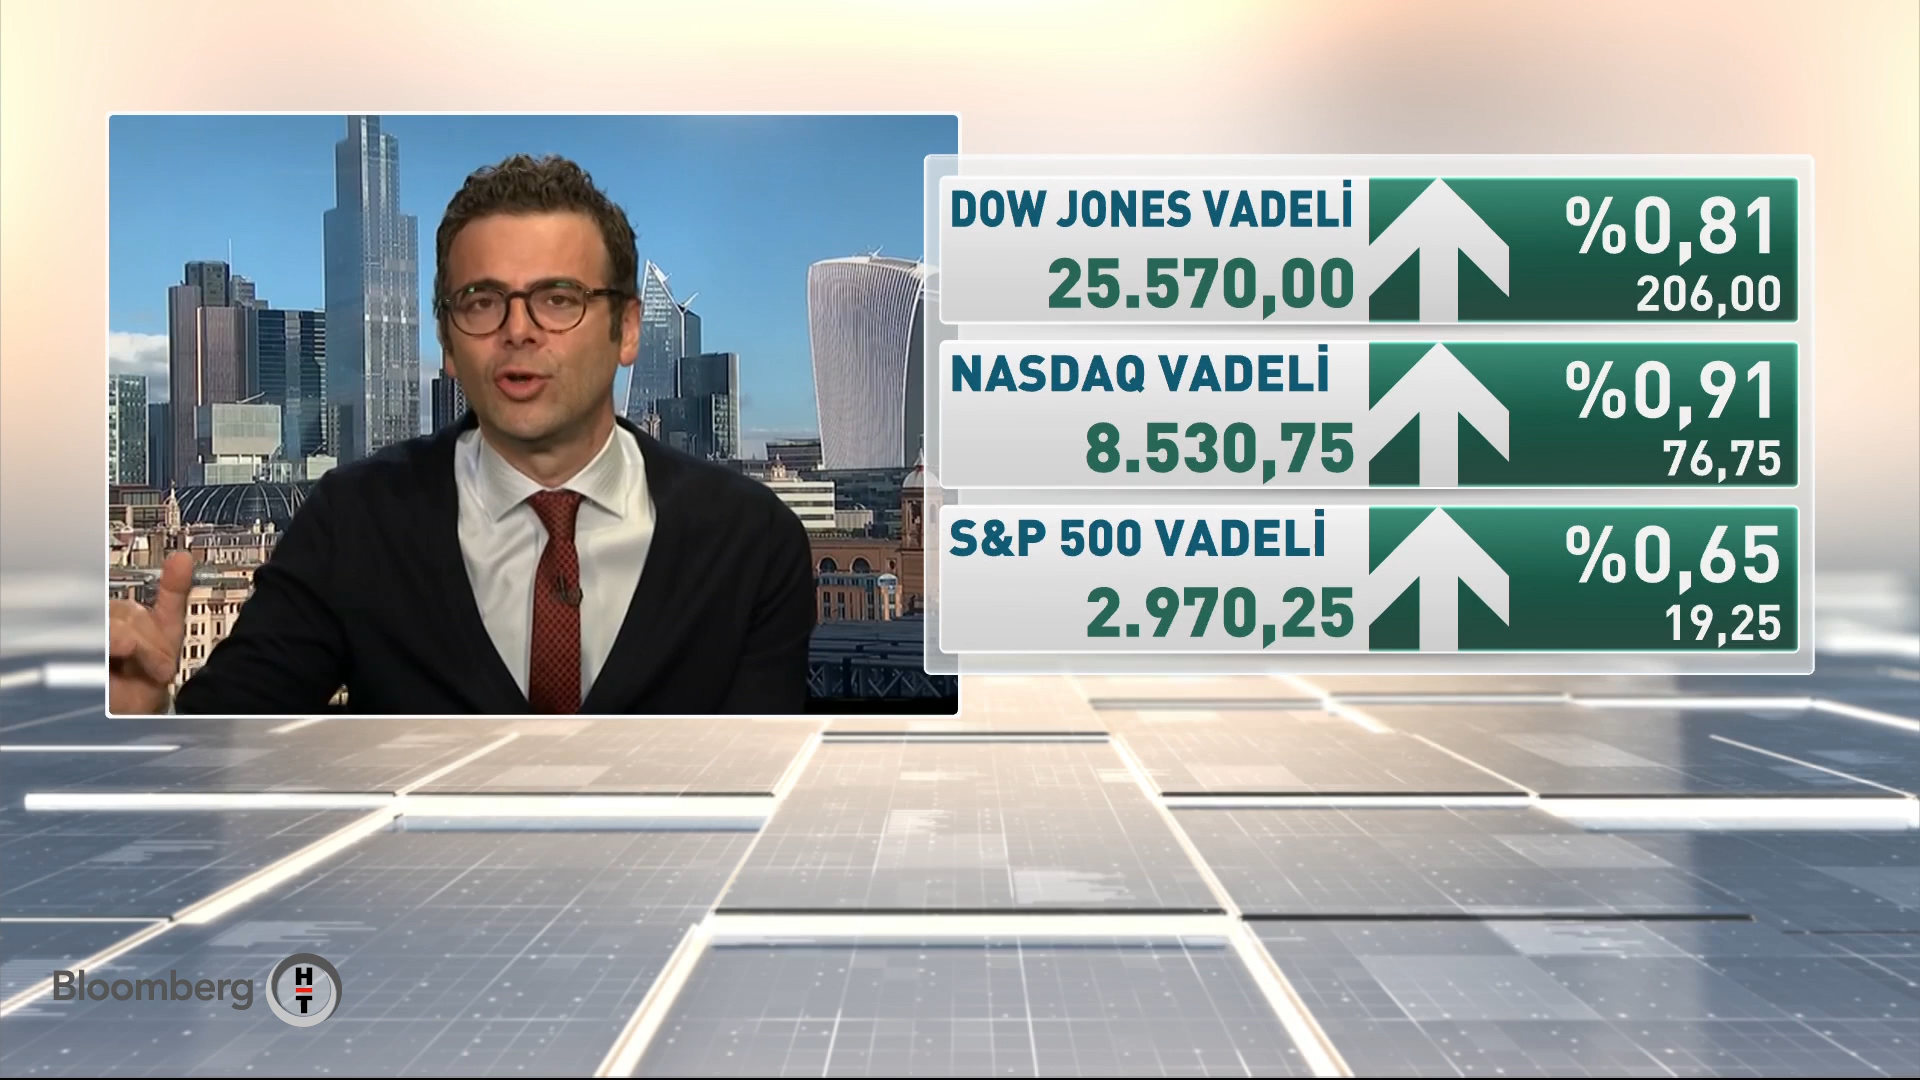 DOW JONES VADELİ
25.570,00
%0,81
206,00
NASDAQ VADELİ
8.530,75
%0,91
76,75
S&P 500 VADELİ
2.970,25
%0,65
19,25
Bloomberg HT